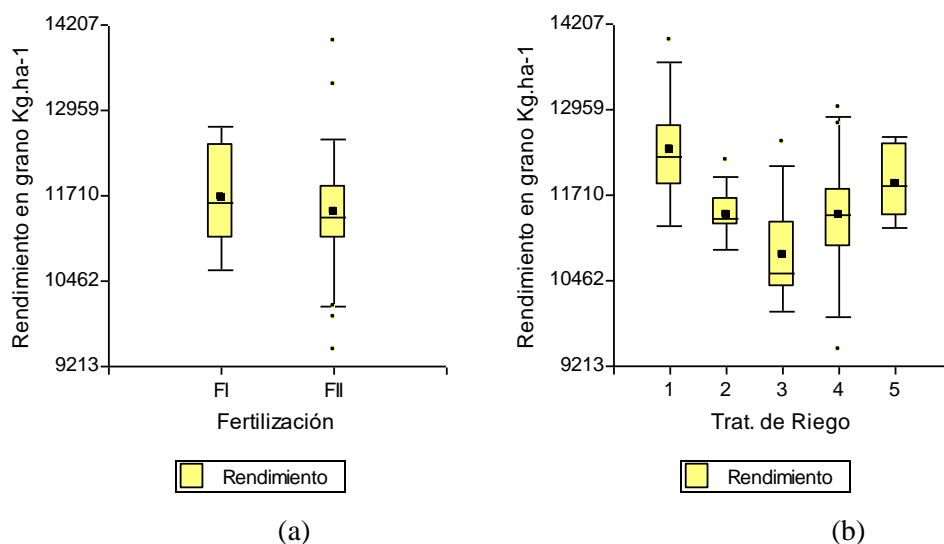 Rendimiento en grano Kg.ha-1
14207
12959
11710
10462
9213
FI
FII
Fertilización
Rendimiento
(a)
Rendimiento en grano Kg.ha-1
14207
12959
11710
10462
9213
1 2 3 4 5
Trat. de Riego
Rendimiento
(b)